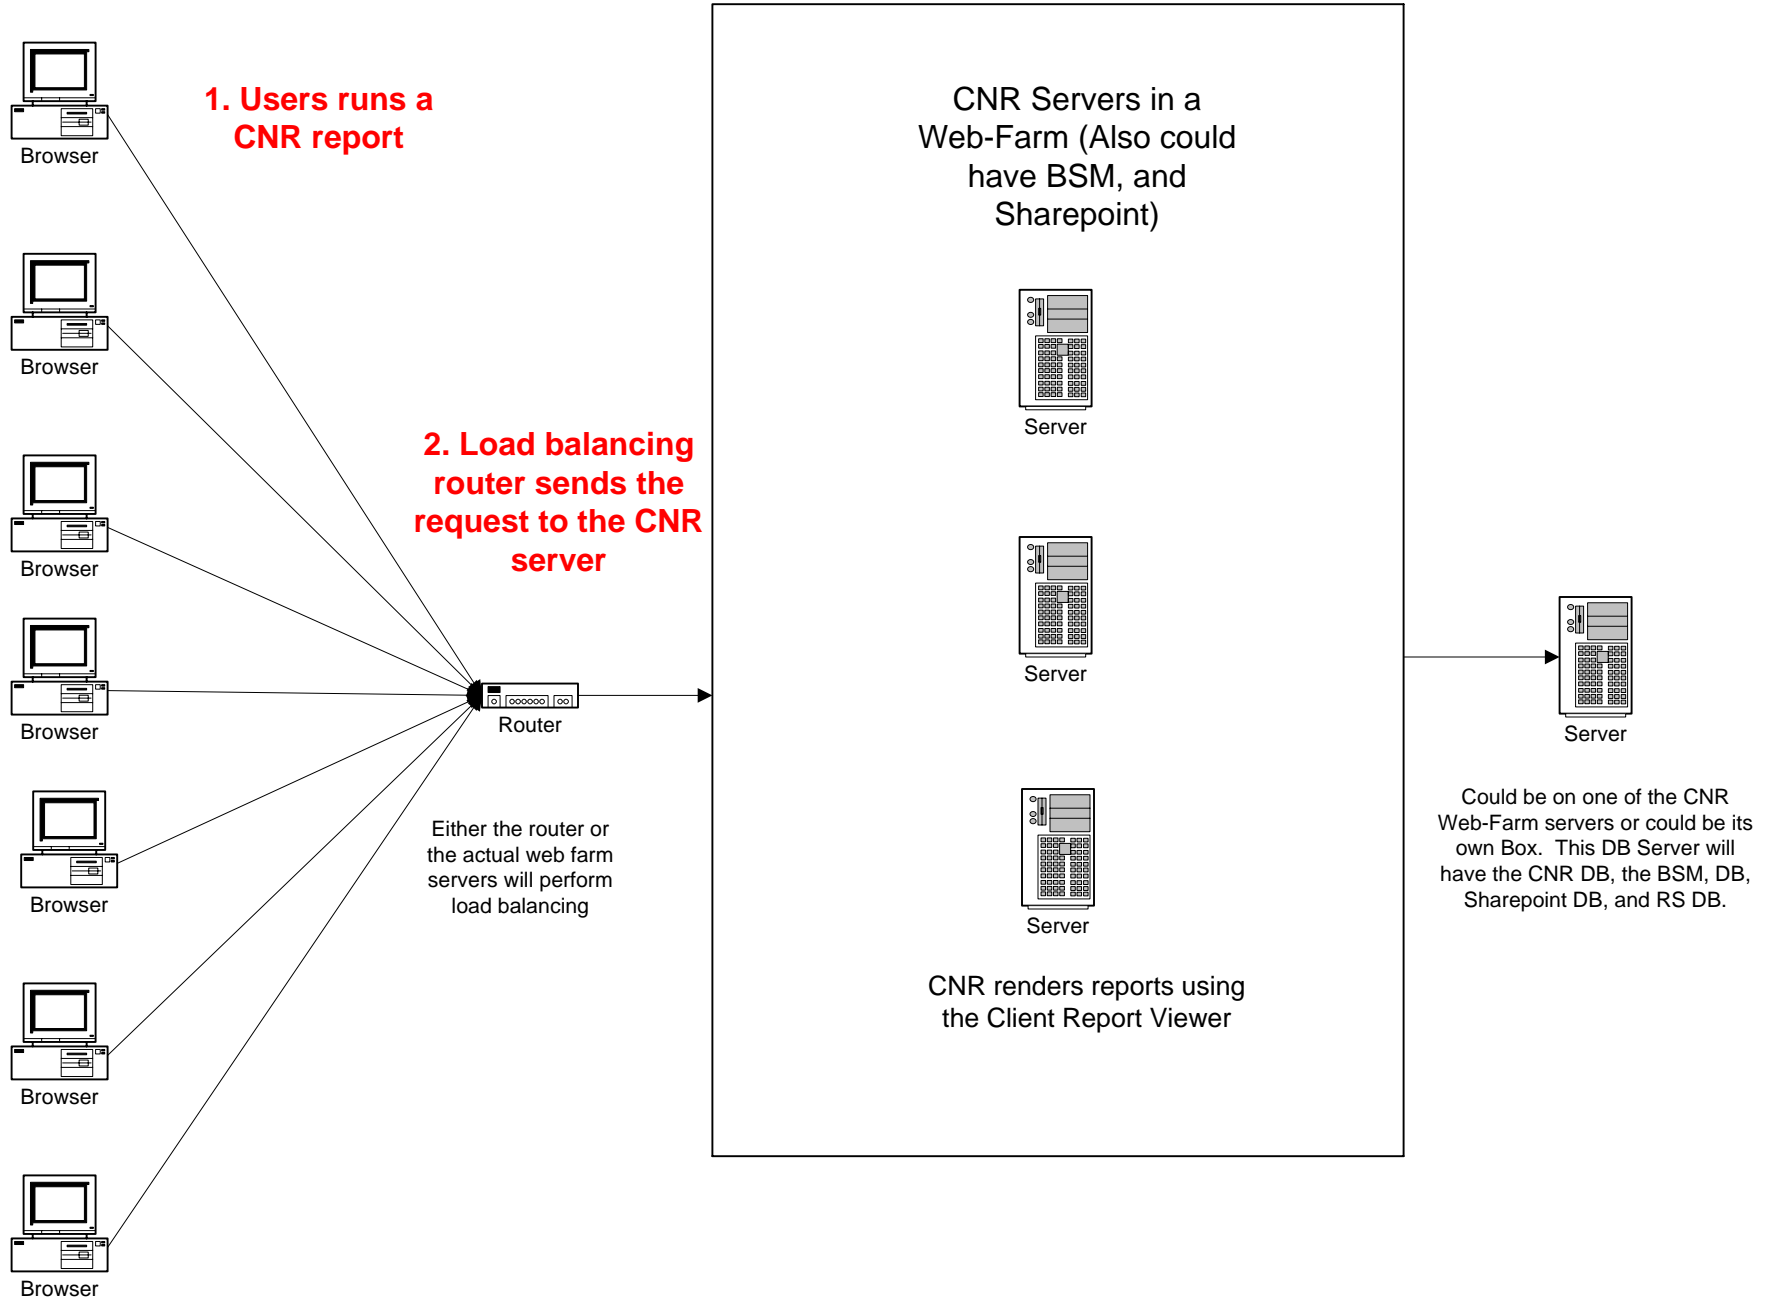 1. Users runs a
CNR report
CNR Servers in a
Web-Farm (Also could
have BSM, and
Sharepoint)
Browser
Browser
Server
2. Load balancing
router sends the
request to the CNR
server
Browser
Server
Browser
Router
Server
Either the router or
the actual web farm
servers will perform
load balancing
Could be on one of the CNR
Web-Farm servers or could be its
own Box. This DB Server will
have the CNR DB, the BSM, DB,
Sharepoint DB, and RS DB.
Browser
Server
CNR renders reports using
the Client Report Viewer
Browser
Browser